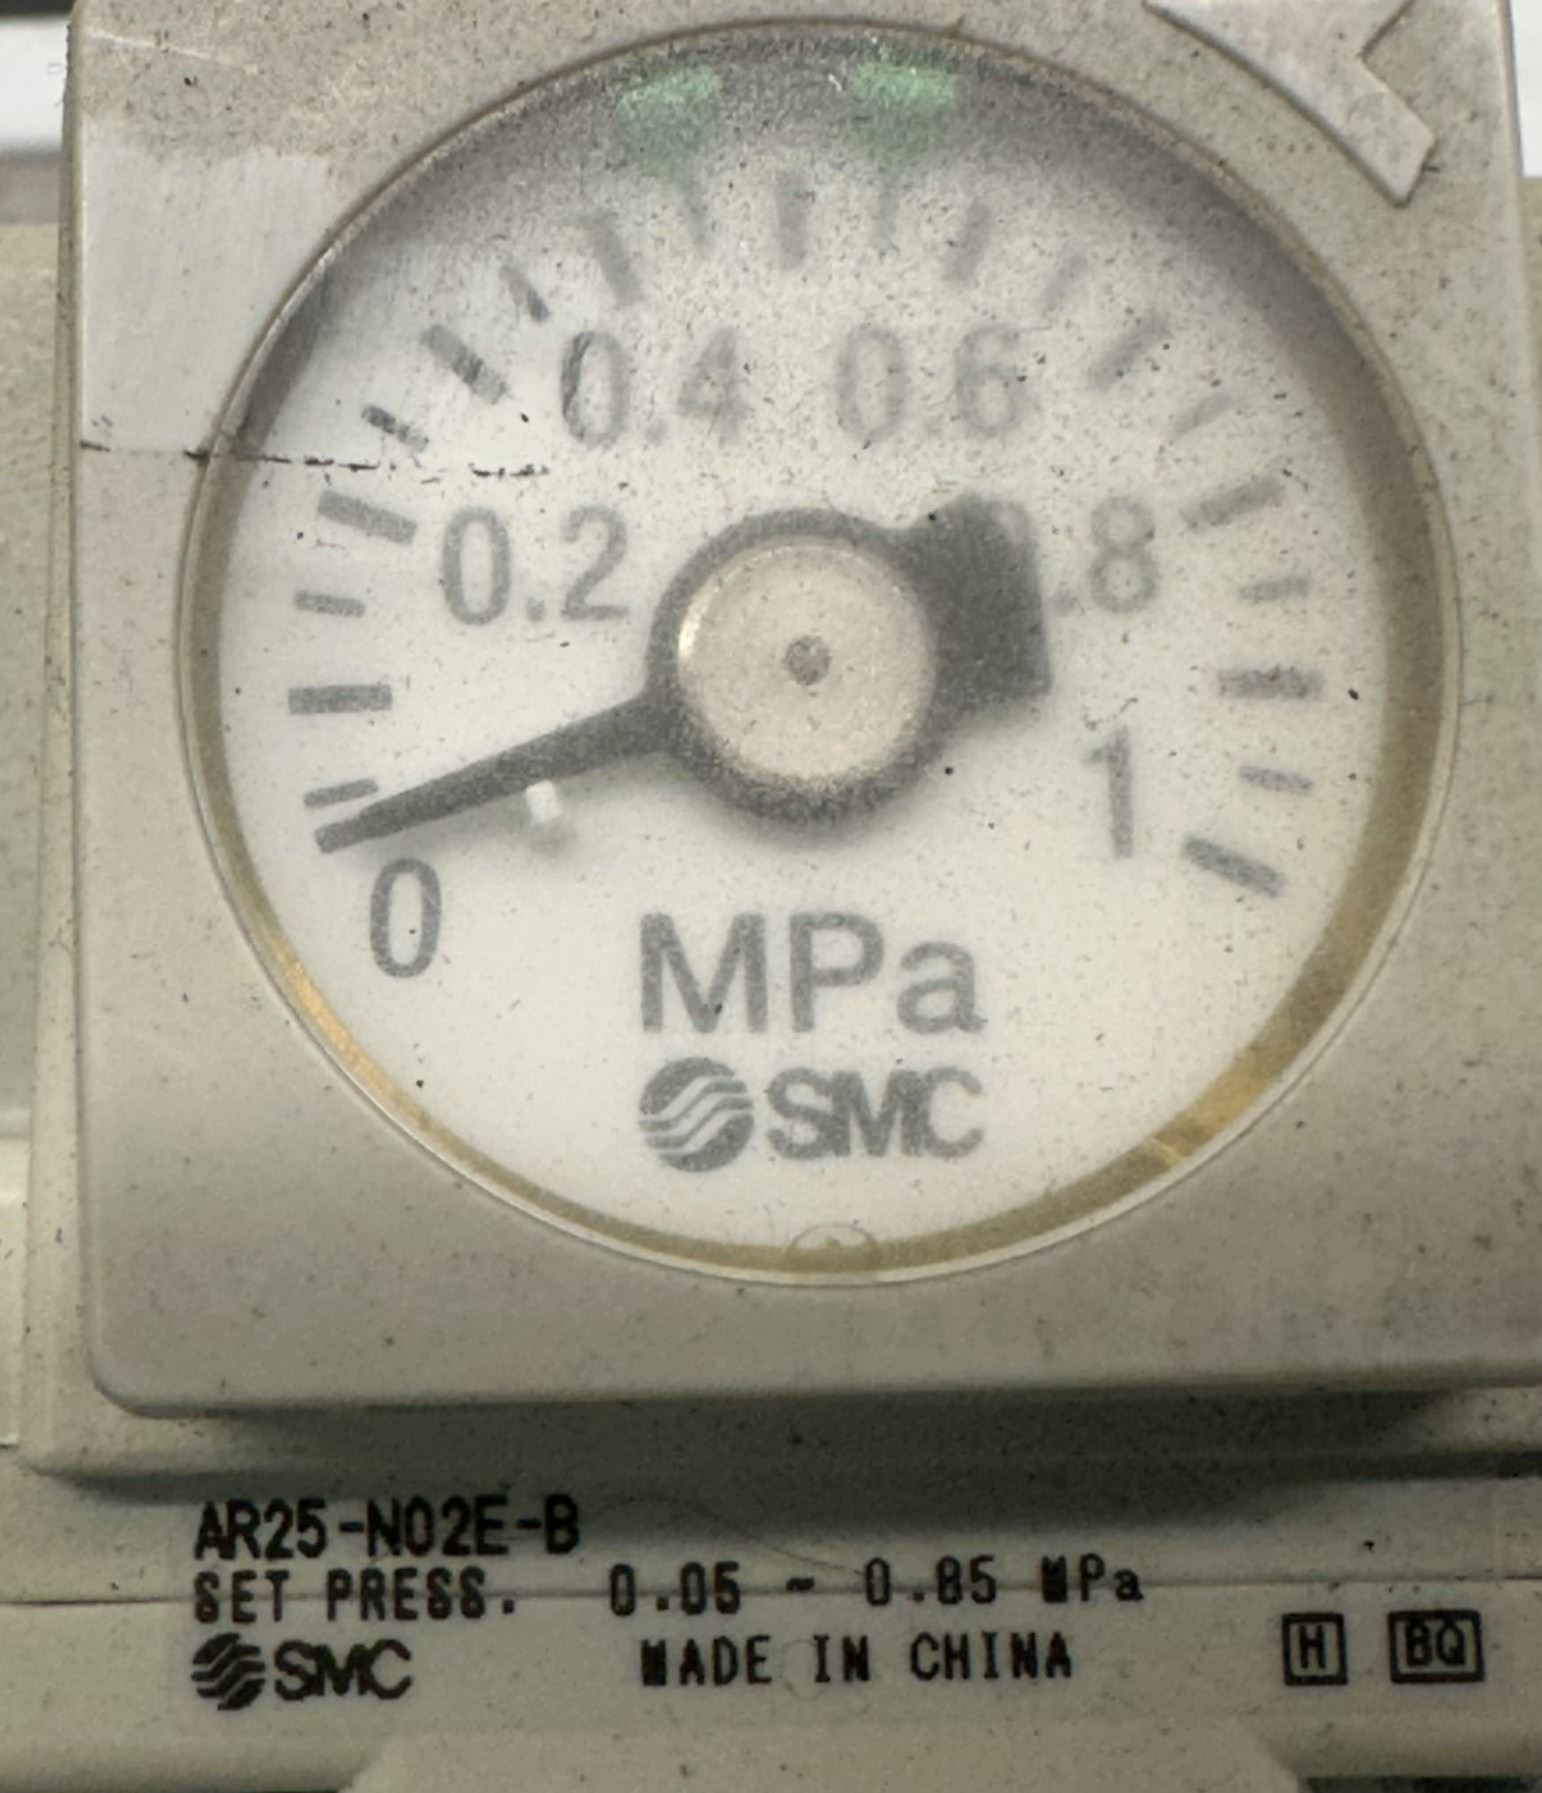 0.4 0.6
0.2 .8
0 1
MPa
SMC
AR25-N02E-B
SET PRESS. 0.05 ~ 0.85 MPa
SMC MADE IN CHINA H BQ